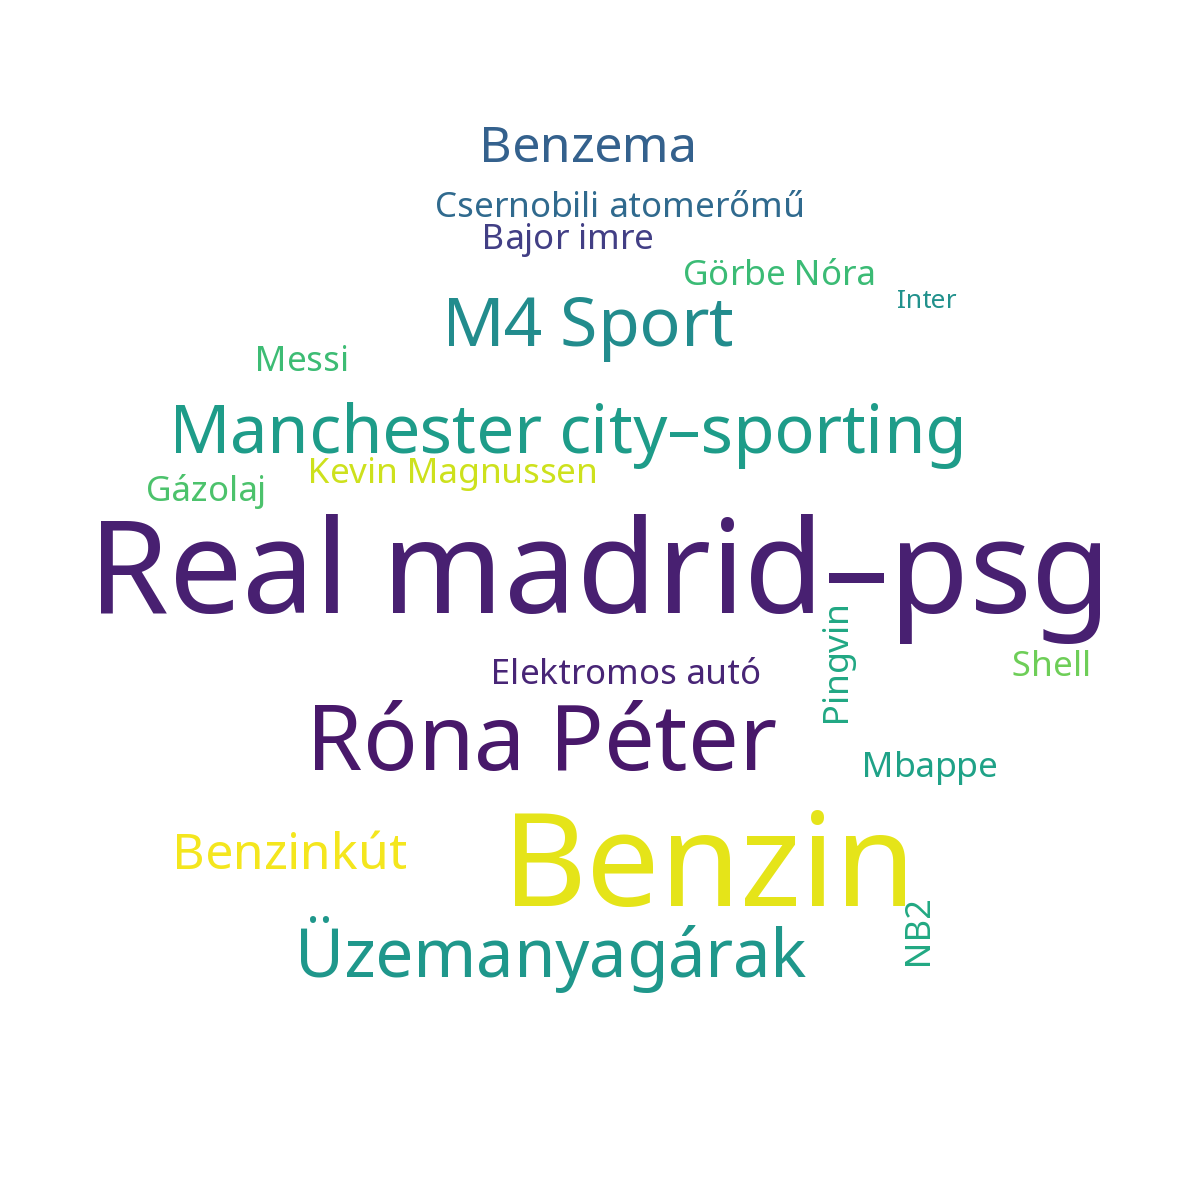 Benzema
Csernobili atomerőmű
Bajor imre
Görbe Nóra
Inter
M4 Sport
Messi
Manchester city–sporting
Kevin Magnussen
Gázolaj
Real madrid–psg
Pingvin
Elektromos autó
Shell
Róna Péter
Mbappe
Benzin
Benzinkút
NB2
Üzemanyagárak